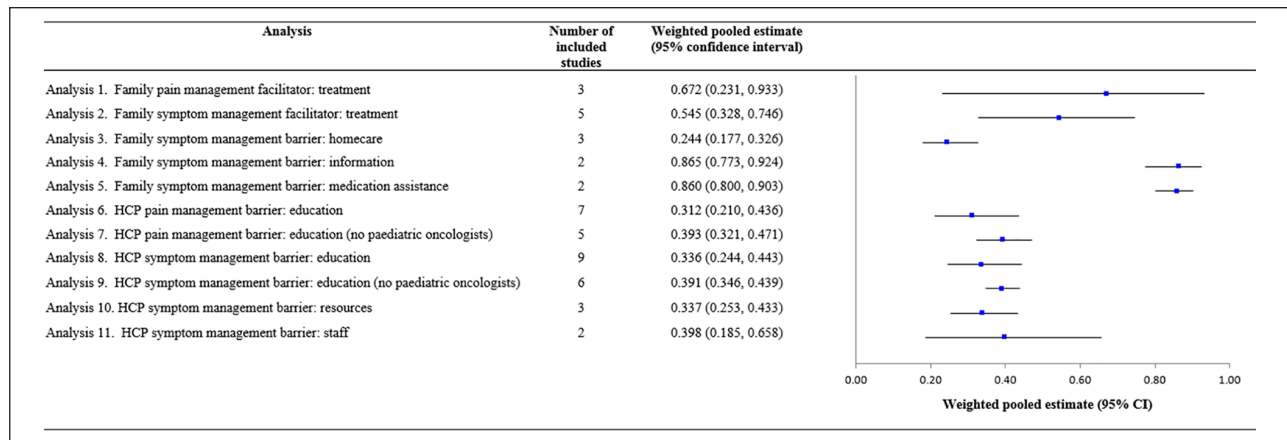 Analysis Number of Weighted pooled estimate
included (95% confidence interval)
studies
Analysis 1. Family pain management facilitator: treatment 3 0.672 (0.231, 0.933)
Analysis 2. Family symptom management facilitator: treatment 5 0.545 (0.328, 0.746)
Analysis 3. Family symptom management barrier: homecare 3 0.244 (0.177, 0.326)
Analysis 4. Family symptom management barrier: information 2 0.865 (0.773, 0.924)
Analysis 5. Family symptom management barrier: medication assistance 2 0.860 (0.800, 0.903)
Analysis 6. HCP pain management barrier: education 7 0.312 (0.210, 0.436)
Analysis 7. HCP pain management barrier: education (no paediatric oncologists) 5 0.393 (0.321, 0.471)
Analysis 8. HCP symptom management barrier: education 9 0.336 (0.244, 0.443)
Analysis 9. HCP symptom management barrier: education (no paediatric oncologists) 6 0.391 (0.346, 0.439)
Analysis 10. HCP symptom management barrier: resources 3 0.337 (0.253, 0.433)
Analysis 11. HCP symptom management barrier: staff 2 0.398 (0.185, 0.658)
0.00 0.20 0.40 0.60 0.80 1.00
Weighted pooled estimate (95% CI)